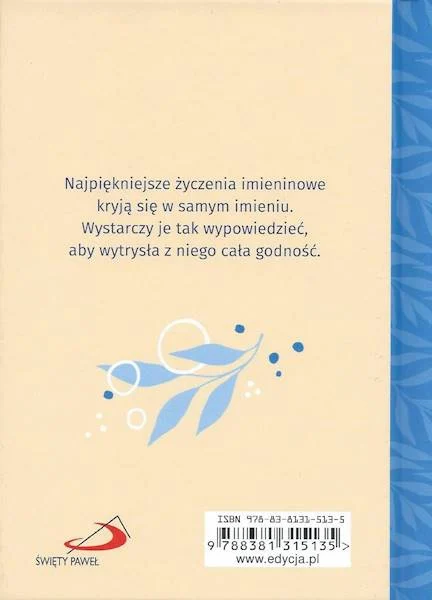 Najpiękniejsze życzenia imieninowe
kryją się w samym imieniu.
Wystarczy je tak wypowiedzieć,
aby wytrysła z niego cała godność.
ISBN 978-83-8131-513-5
9 788381 315135>
www.edycja.pl
ŚWIĘTY PAWEŁ